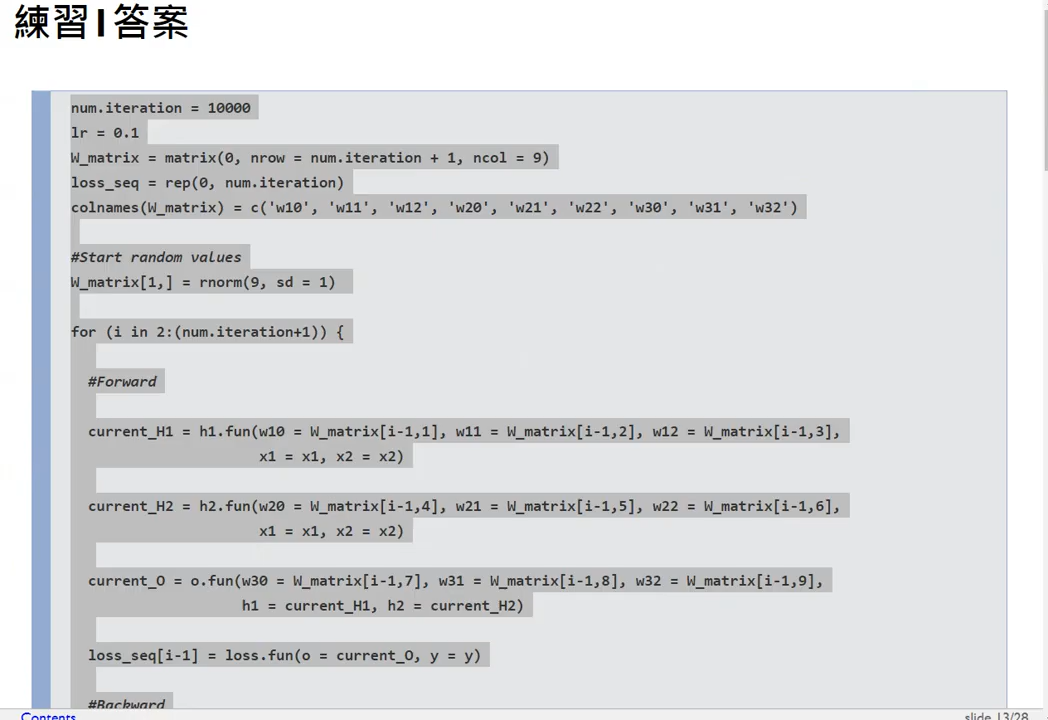 練習1答案
num.iteration = 10000
lr = 0.1
W_matrix = matrix(0, nrow = num.iteration + 1, ncol = 9)
loss_seq = rep(0, num.iteration)
colnames(W_matrix) = c('w10', 'w11', 'w12', 'w20', 'w21', 'w22', 'w30', 'w31', 'w32')
#Start random values
W_matrix[1,] = rnorm(9, sd = 1)
for (i in 2:(num.iteration+1)) {
#Forward
current_H1 = h1.fun(w10 = W_matrix[i-1,1], w11 = W_matrix[i-1,2], w12 = W_matrix[i-1,3],
x1 = x1, x2 = x2)
current_H2 = h2.fun(w20 = W_matrix[i-1,4], w21 = W_matrix[i-1,5], w22 = W_matrix[i-1,6],
x1 = x1, x2 = x2)
current_O = o.fun(w30 = W_matrix[i-1,7], w31 = W_matrix[i-1,8], w32 = W_matrix[i-1,9],
h1 = current_H1, h2 = current_H2)
loss_seq[i-1] = loss.fun(o = current_O, y = y)
#Backward
Contents
slide 13/28